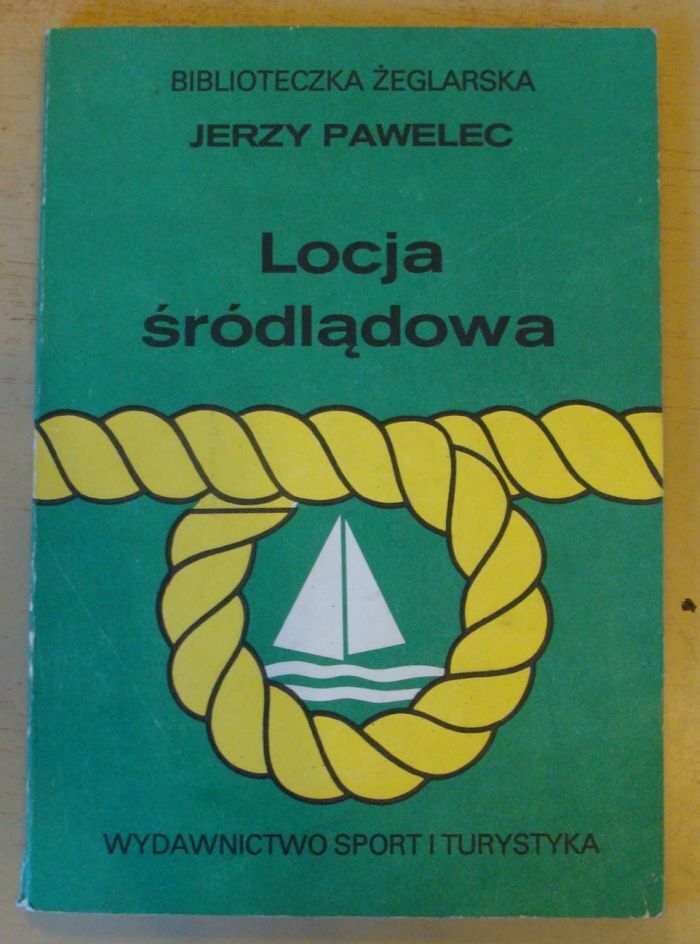 BIBLIOTECZKA ŻEGLARSKA
JERZY PAWELEC
Locja
śródlądowa
WYDAWNICTWO SPORT I TURYSTYKA